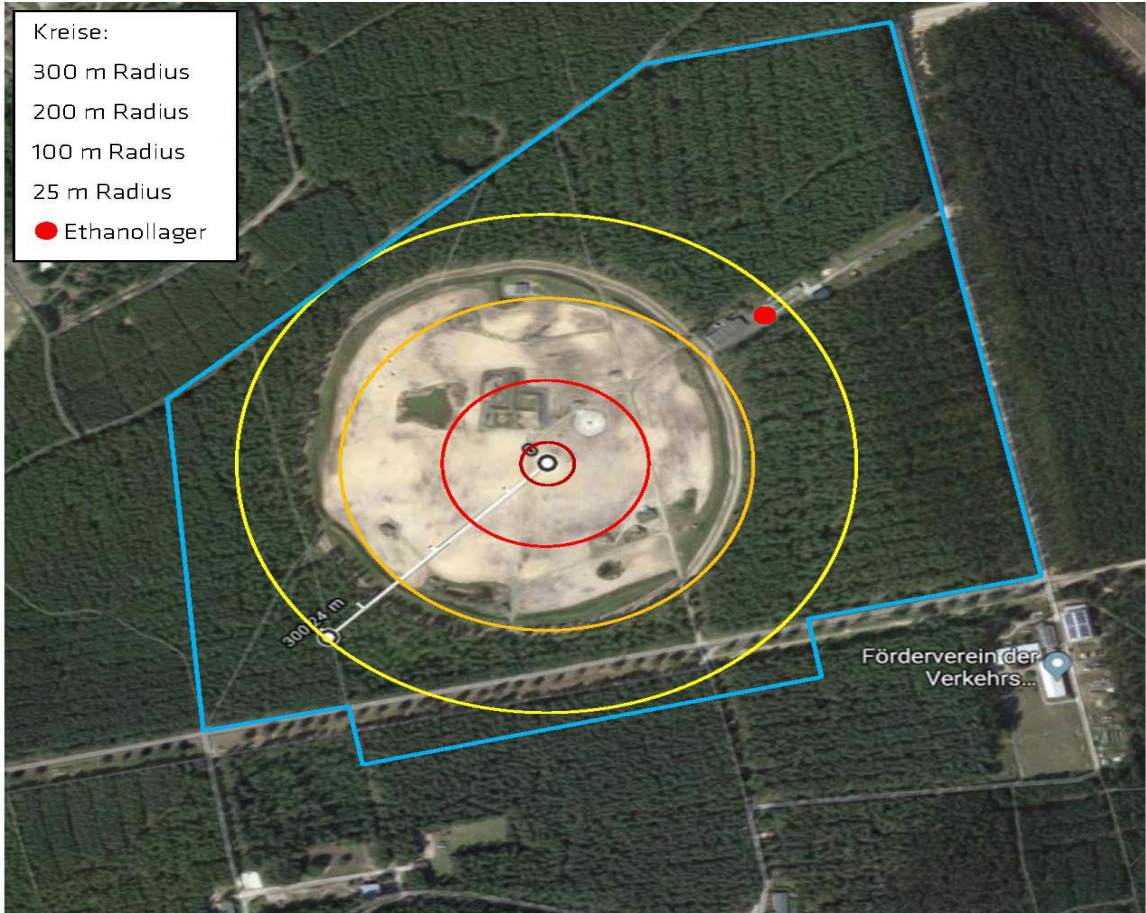 Kreise:
300 m Radius
200 m Radius
100 m Radius
25 m Radius
Ethanollager
300,24 m
Förderverein der
Verkehrs...